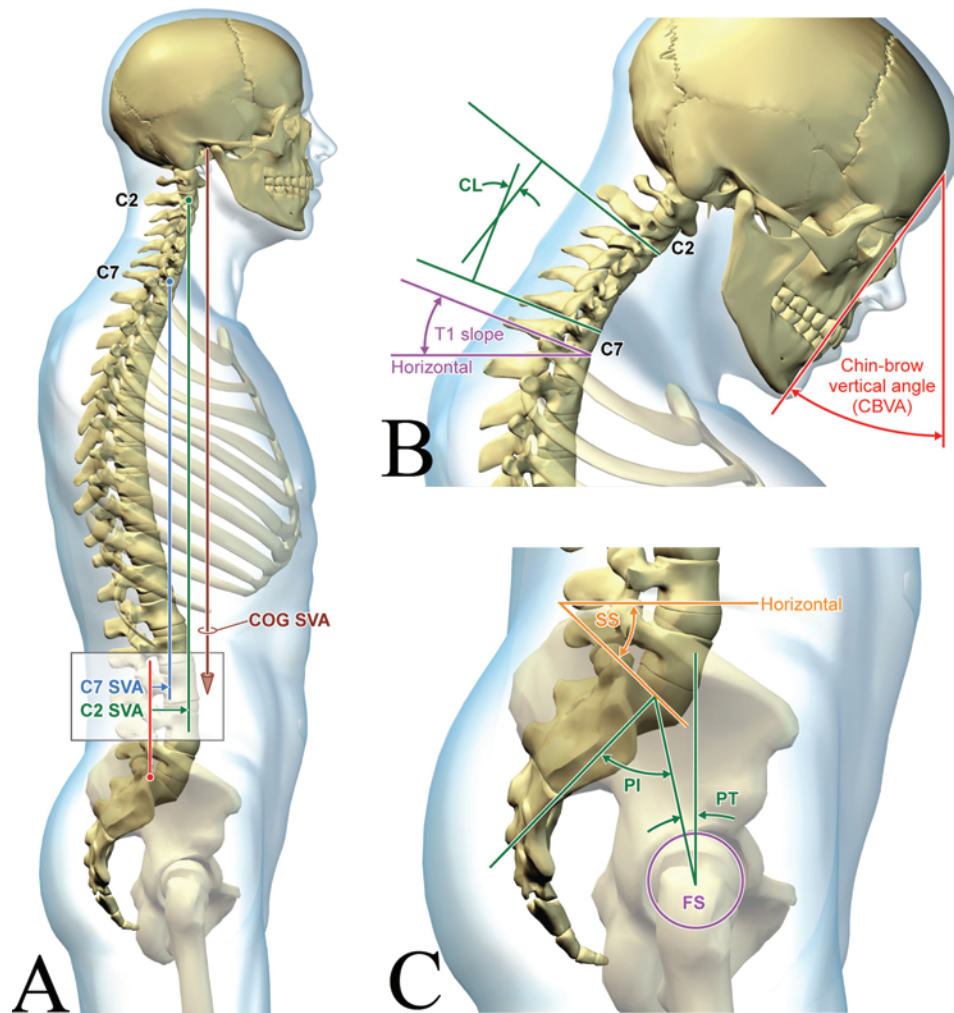 C2
C7
COG SVA
C7 SVA
C2 SVA
A
CL
C2
T1 slope
C7
Horizontal
Chin-brow
vertical angle
(CBVA)
B
Horizontal
SS
PI
PT
FS
C